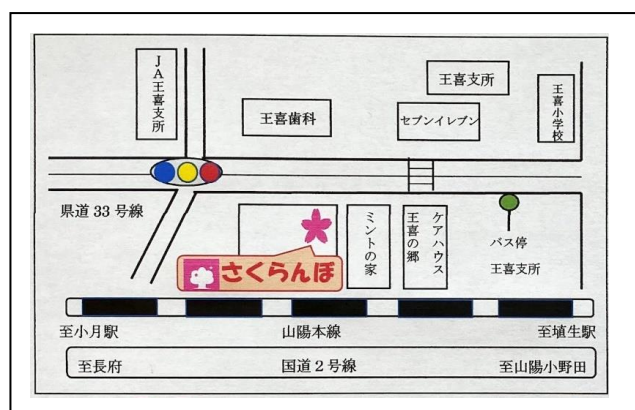 JA王喜支所
王喜歯科
王喜支所
セブンイレブン
王喜小学校
県道33号線
さくらんぼ
ミントの家
ケアハウス
王喜の郷
バス停
王喜支所
至小月駅
山陽本線
至埴生駅
至長府
国道2号線
至山陽小野田